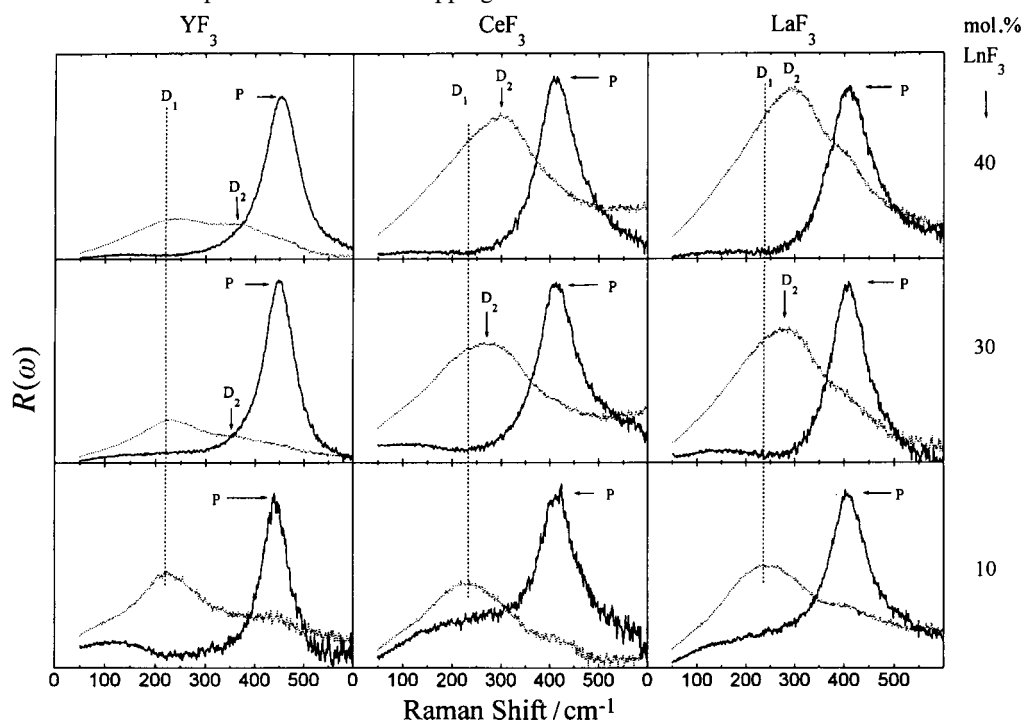 YF3 CeF3 LaF3 mol.%
LnF3
D1 P D1 D2 P D1 D2 P
D2
40
P D2 P D2 P
D2
30
R(ω)
P P P
10
0 100 200 300 400 500 0 100 200 300 400 500 0 100 200 300 400 500
Raman Shift / cm-1